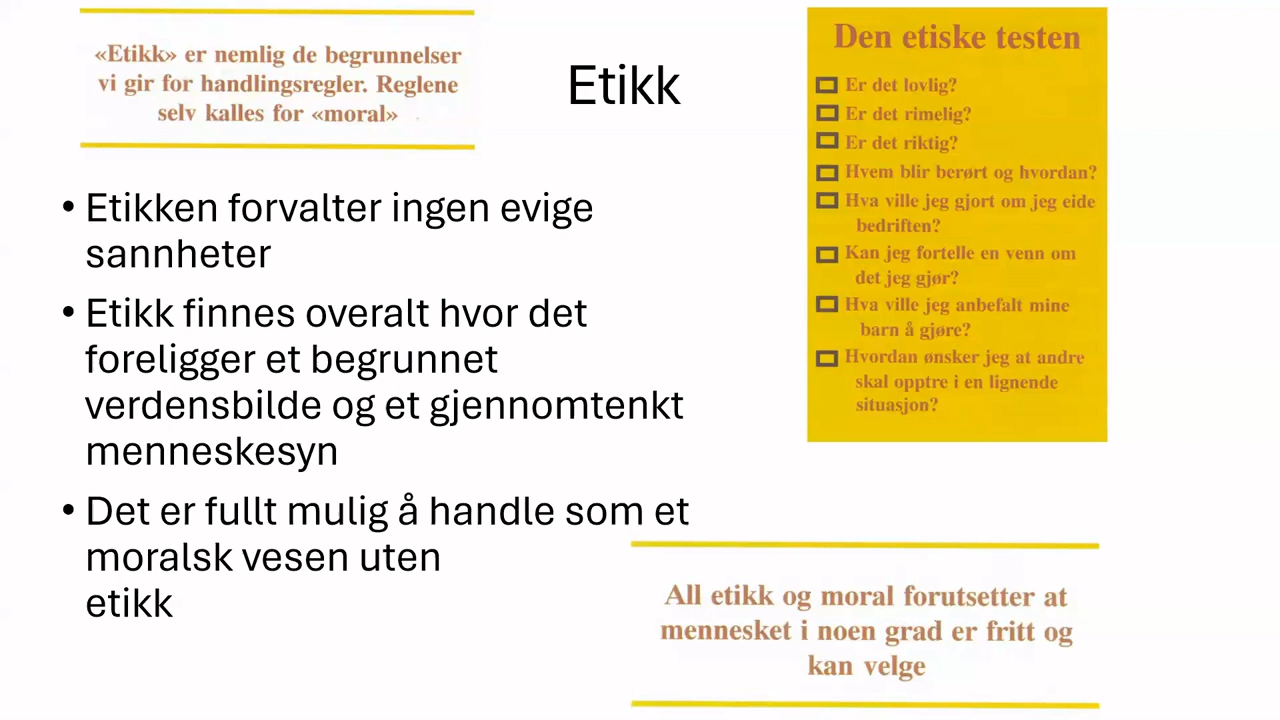 «Etikk» er nemlig de begrunnelser
vi gir for handlingsregler. Reglene
selv kalles for «moral»
Etikk
• Etikken forvalter ingen evige
sannheter
• Etikk finnes overalt hvor det
foreligger et begrunnet
verdensbilde og et gjennomtenkt
menneskesyn
• Det er fullt mulig å handle som et
moralsk vesen uten
etikk
Den etiske testen
Er det lovlig?
Er det rimelig?
Er det riktig?
Hvem blir berørt og hvordan?
Hva ville jeg gjort om jeg eide
bedriften?
Kan jeg fortelle en venn om
det jeg gjør?
Hva ville jeg anbefalt mine
barn å gjøre?
Hvordan ønsker jeg at andre
skal opptre i en lignende
situasjon?
All etikk og moral forutsetter at
mennesket i noen grad er fritt og
kan velge